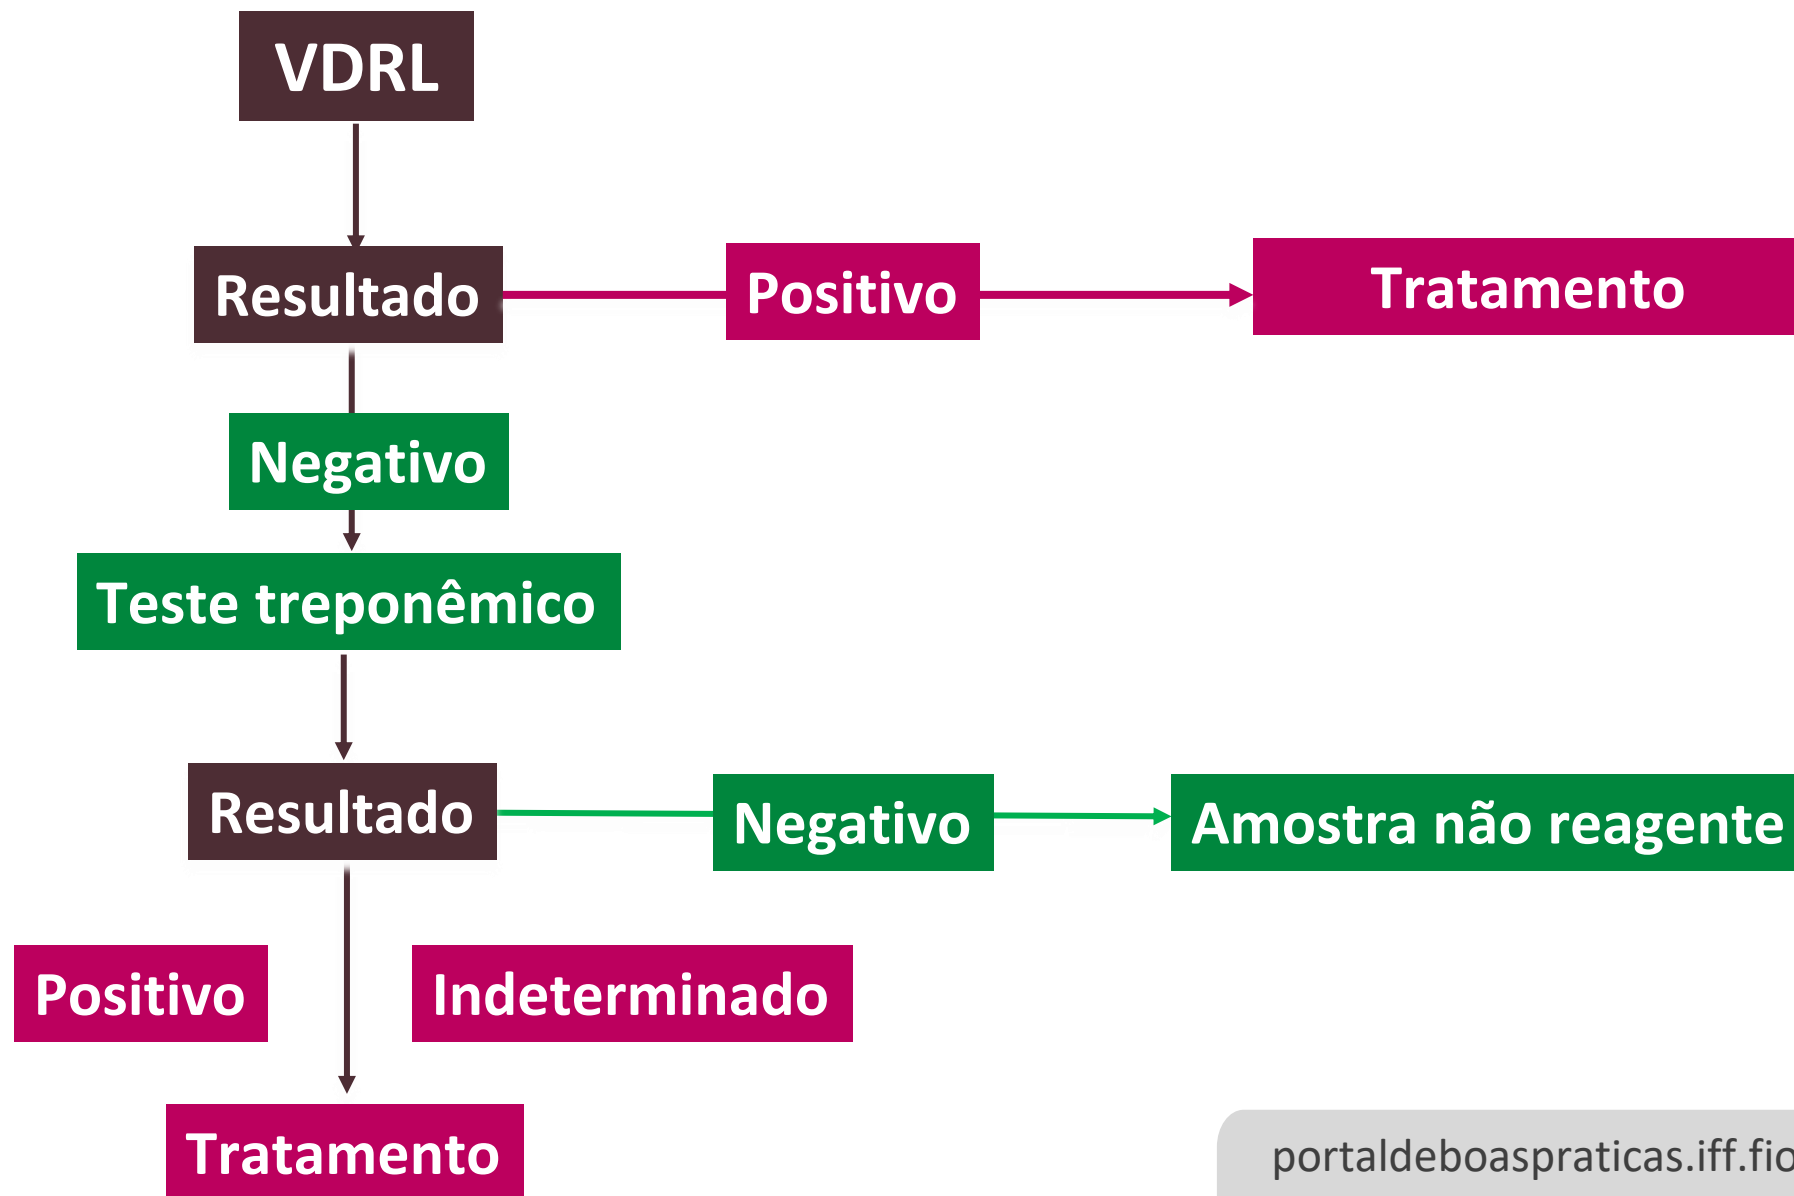 VDRL
Resultado
Positivo
Tratamento
Negativo
Teste treponêmico
Resultado
Negativo
Amostra não reagente
Positivo
Indeterminado
Tratamento
portaldeboaspraticas.iff.fio